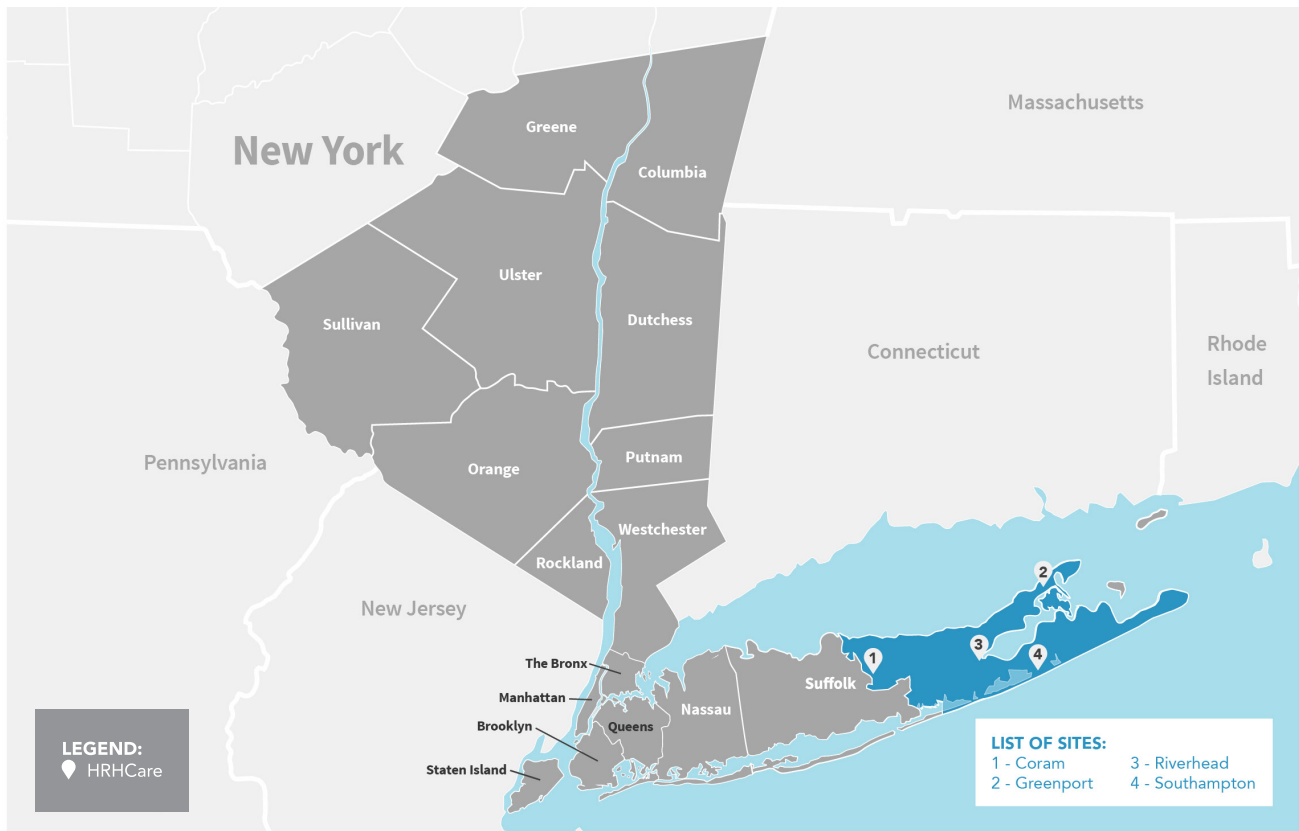 Massachusetts
Greene
New York
Columbia
Ulster
Sullivan
Dutchess
Connecticut
Rhode
Island
Pennsylvania
Putnam
Orange
Westchester
Rockland
New Jersey
2
3
4
1
The Bronx
Suffolk
Manhattan
Nassau
Brooklyn
Queens
Staten Island
LEGEND:
HRHCare
LIST OF SITES:
1 - Coram
2 - Greenport
3 - Riverhead
4 - Southampton